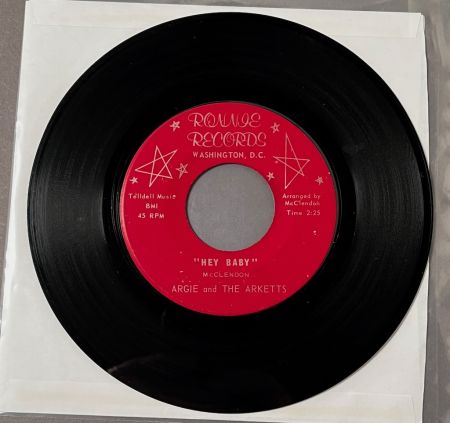 RONNIE
RECORDS
WASHINGTON, D.C.
Telldell Music
BMI
45 RPM
Arranged by
McClendon
Time 2:25
"HEY BABY"
McCLENDON
ARGIE and THE ARKETTS